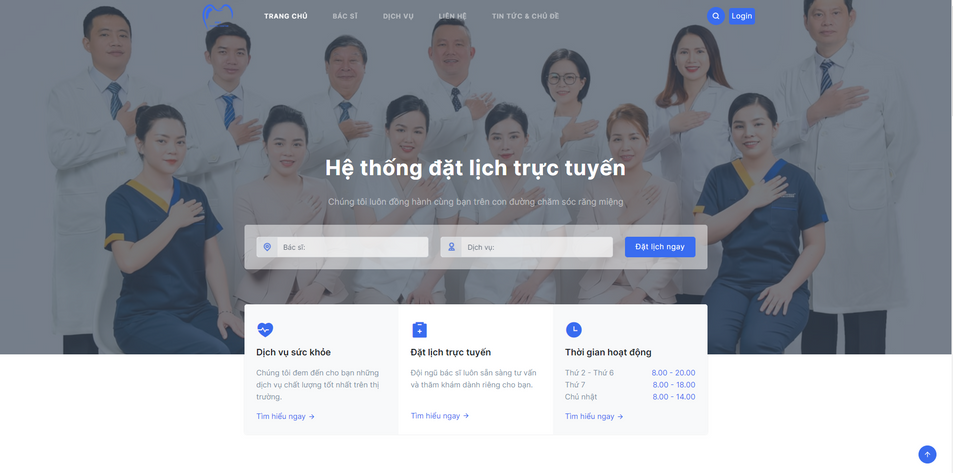 TRANG CHỦ
BÁC SĨ
DỊCH VỤ
LIÊN HỆ
TIN TỨC & CHỦ ĐỀ
Login
Hệ thống đặt lịch trực tuyến
Chúng tôi luôn đồng hành cùng bạn trên con đường chăm sóc răng miệng
Bác sĩ:
Dịch vụ:
Đặt lịch ngay
Dịch vụ sức khỏe
Chúng tôi đem đến cho bạn những
dịch vụ chất lượng tốt nhất trên thị
trường.
Tìm hiểu ngay →
Đặt lịch trực tuyến
Đội ngũ bác sĩ luôn sẵn sàng tư vấn
và thăm khám dành riêng cho bạn.
Tìm hiểu ngay →
Thời gian hoạt động
Thứ 2 - Thứ 6 8.00 - 20.00
Thứ 7 8.00 - 18.00
Chủ nhật 8.00 - 14.00
Tìm hiểu ngay →